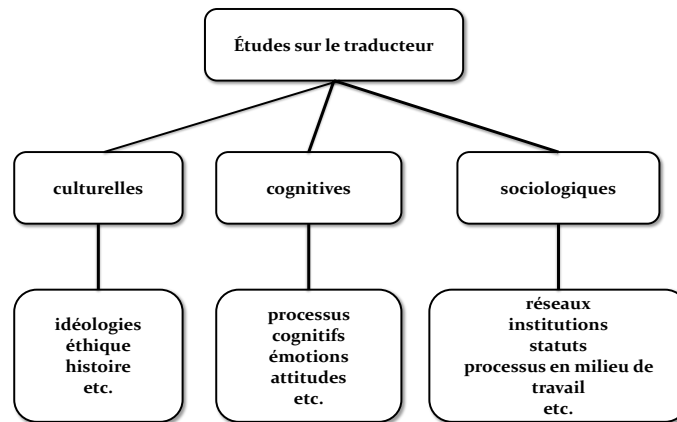 Études sur le traducteur
culturelles
cognitives
sociologiques
idéologies
éthique
histoire
etc.
processus
cognitifs
émotions
attitudes
etc.
réseaux
institutions
statuts
processus en milieu de
travail
etc.